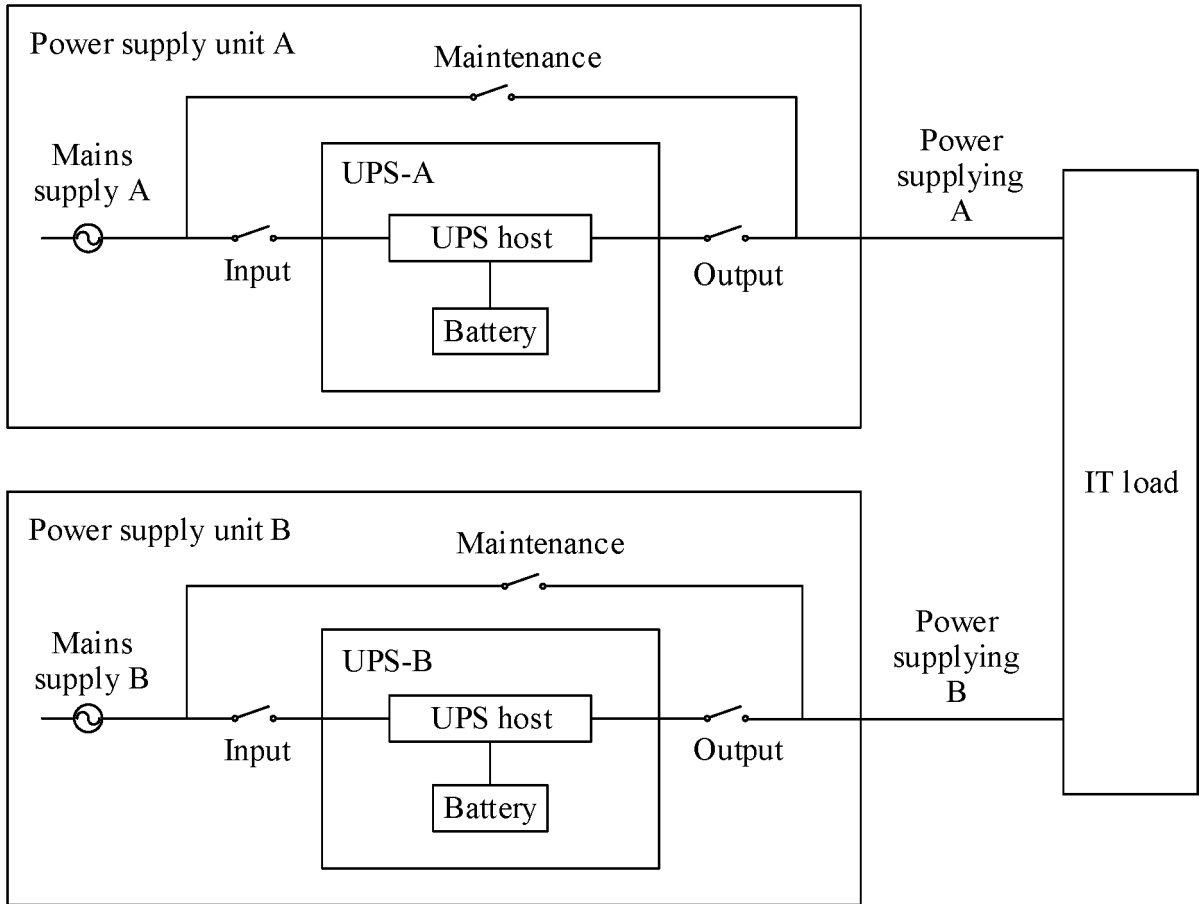 Power supply unit A
Maintenance
Mains
supply A
UPS-A
UPS host
Battery
Input
Output
Power
supplying
A
IT load
Power supply unit B
Maintenance
Mains
supply B
UPS-B
UPS host
Battery
Input
Output
Power
supplying
B